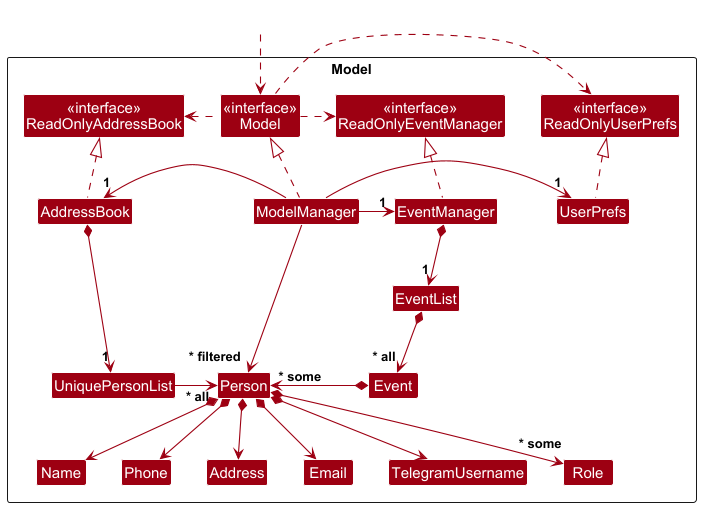 Model
«interface»
ReadOnlyAddressBook
«interface»
Model
«interface»
ReadOnlyEventManager
«interface»
ReadOnlyUserPrefs
1
1
1
AddressBook
ModelManager
EventManager
UserPrefs
1
EventList
1
* filtered
* all
UniquePersonList
Person
* some
Event
* all
* some
Name
Phone
Address
Email
TelegramUsername
Role